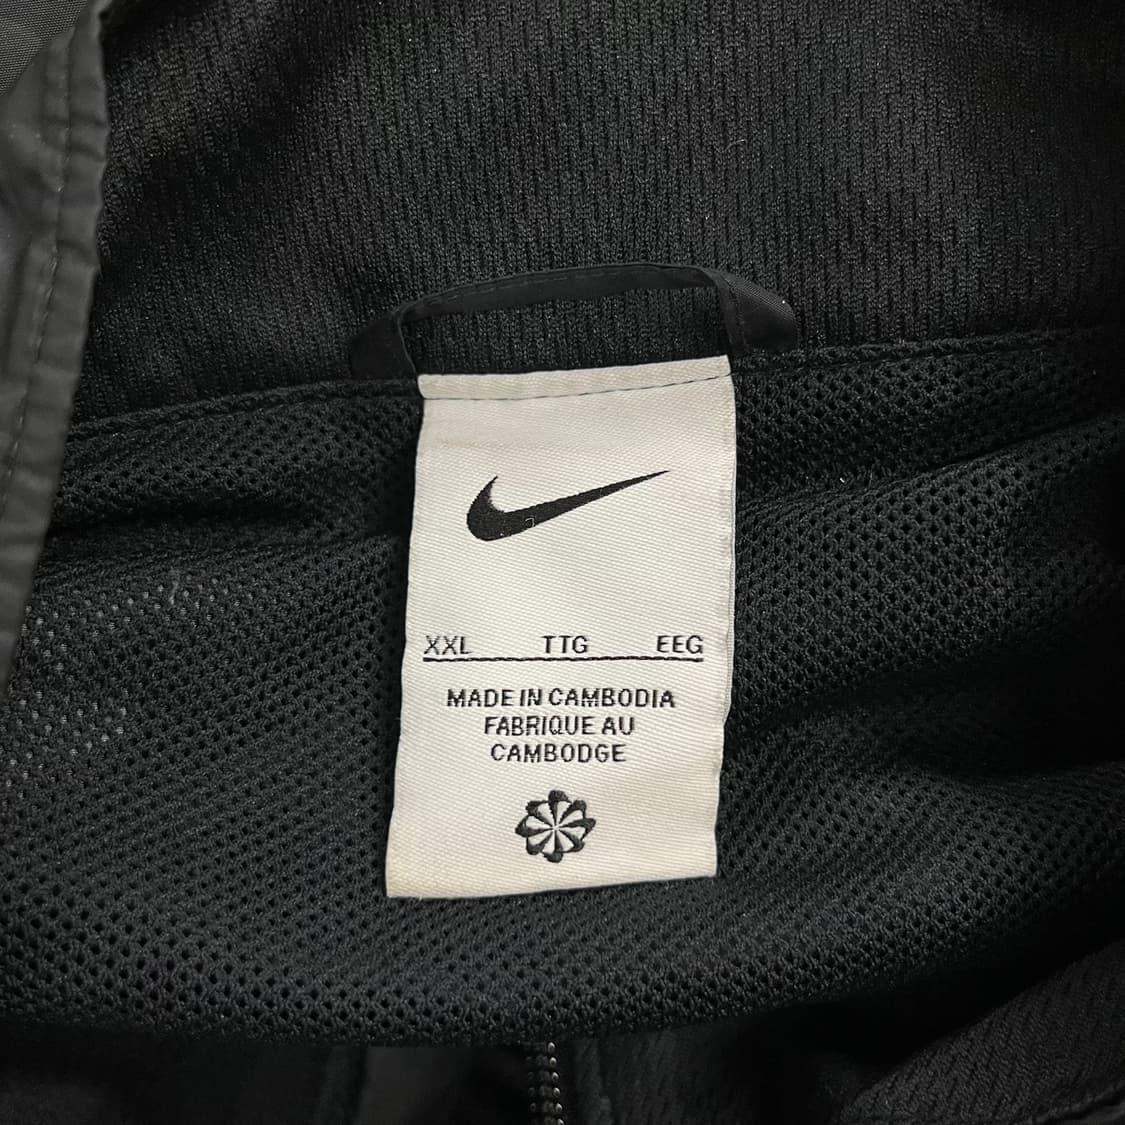 XXL TTG EEG
MADE IN CAMBODIA
FABRIQUE AU
CAMBODGE